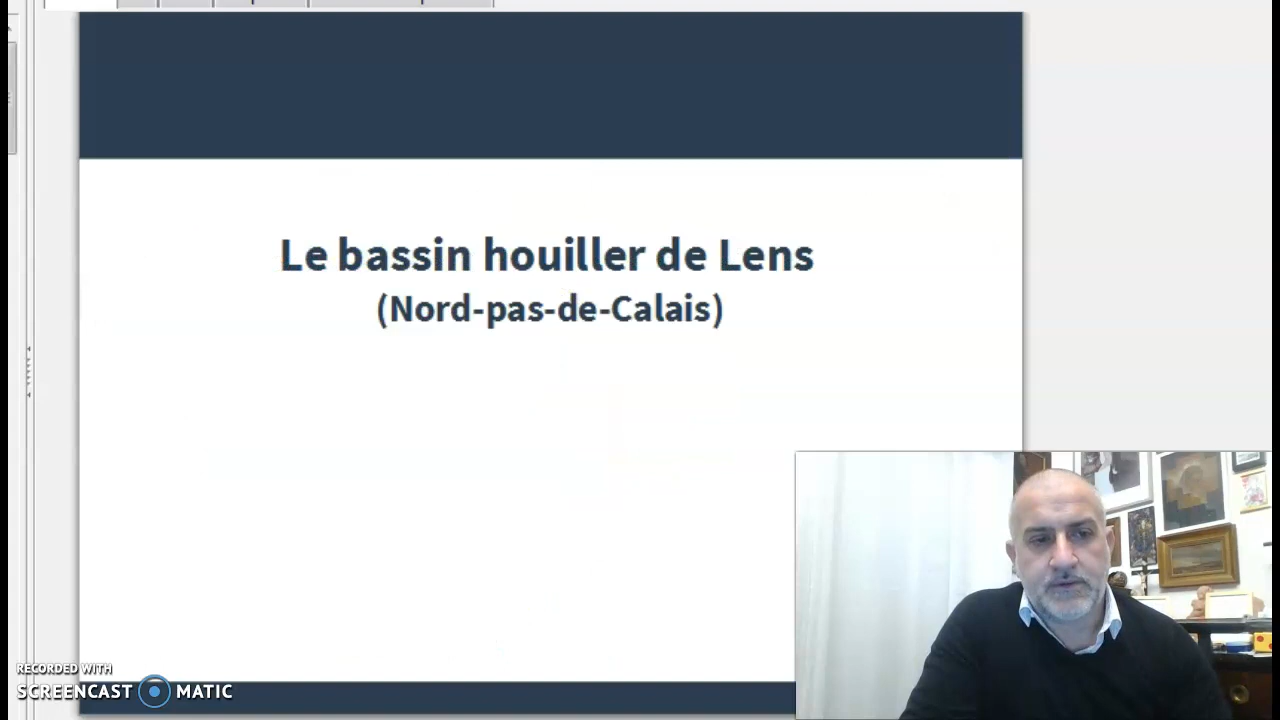 Le bassin houiller de Lens
(Nord-pas-de-Calais)
RECORDED WITH
SCREENCAST MATIC